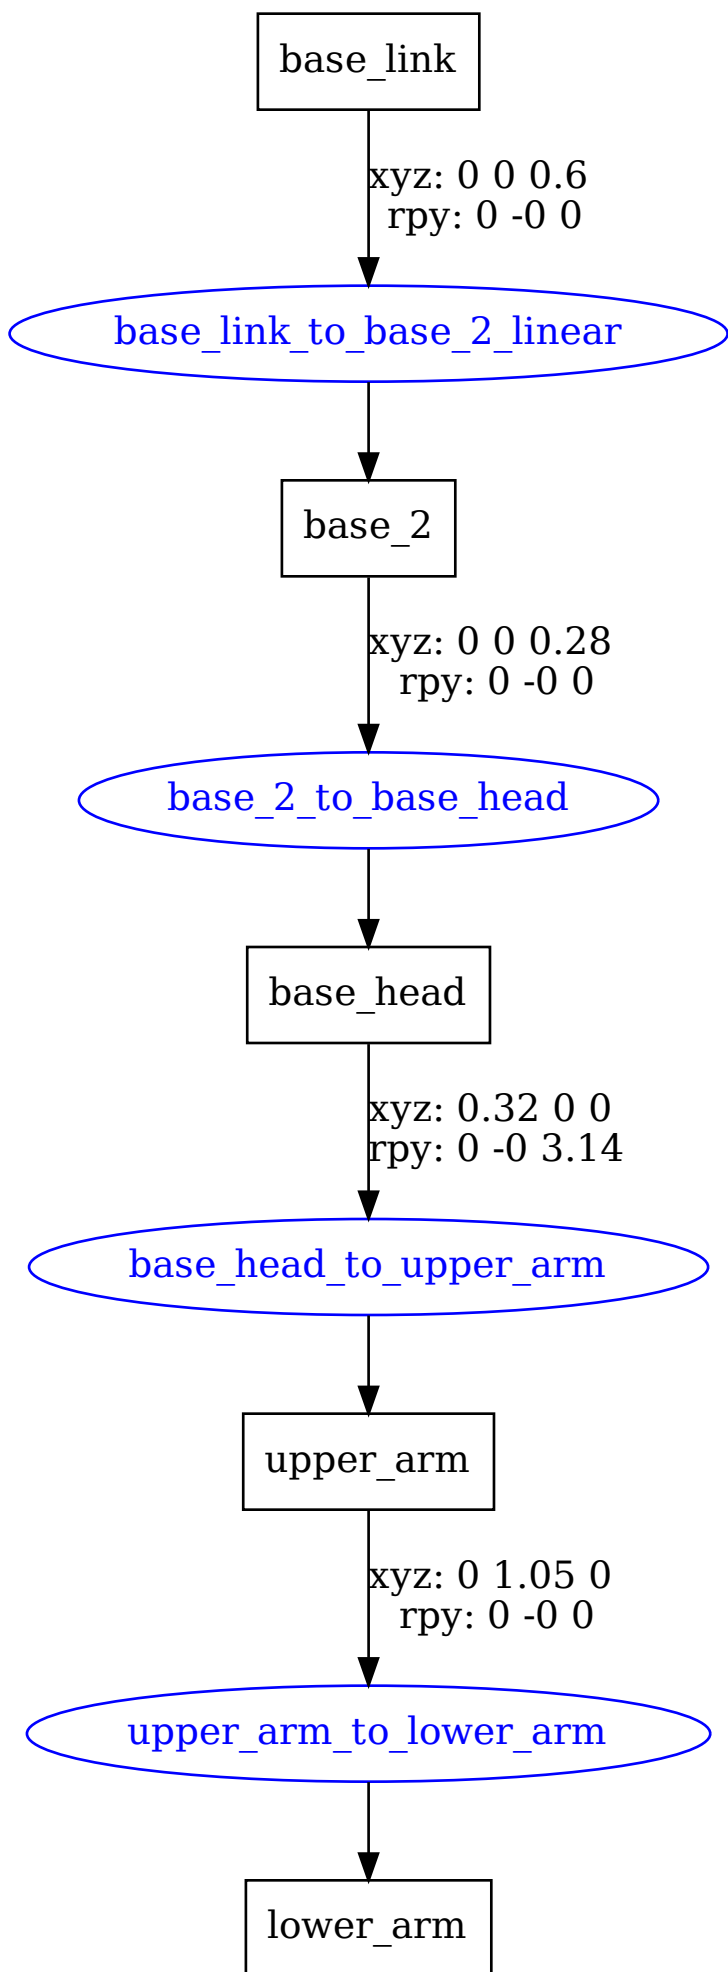 base_link
xyz: 0 0 0.6
rpy: 0 -0 0
base_link_to_base_2_linear
base_2
xyz: 0 0 0.28
rpy: 0 -0 0
base_2_to_base_head
base_head
xyz: 0.32 0 0
rpy: 0 -0 3.14
base_head_to_upper_arm
upper_arm
xyz: 0 1.05 0
rpy: 0 -0 0
upper_arm_to_lower_arm
lower_arm